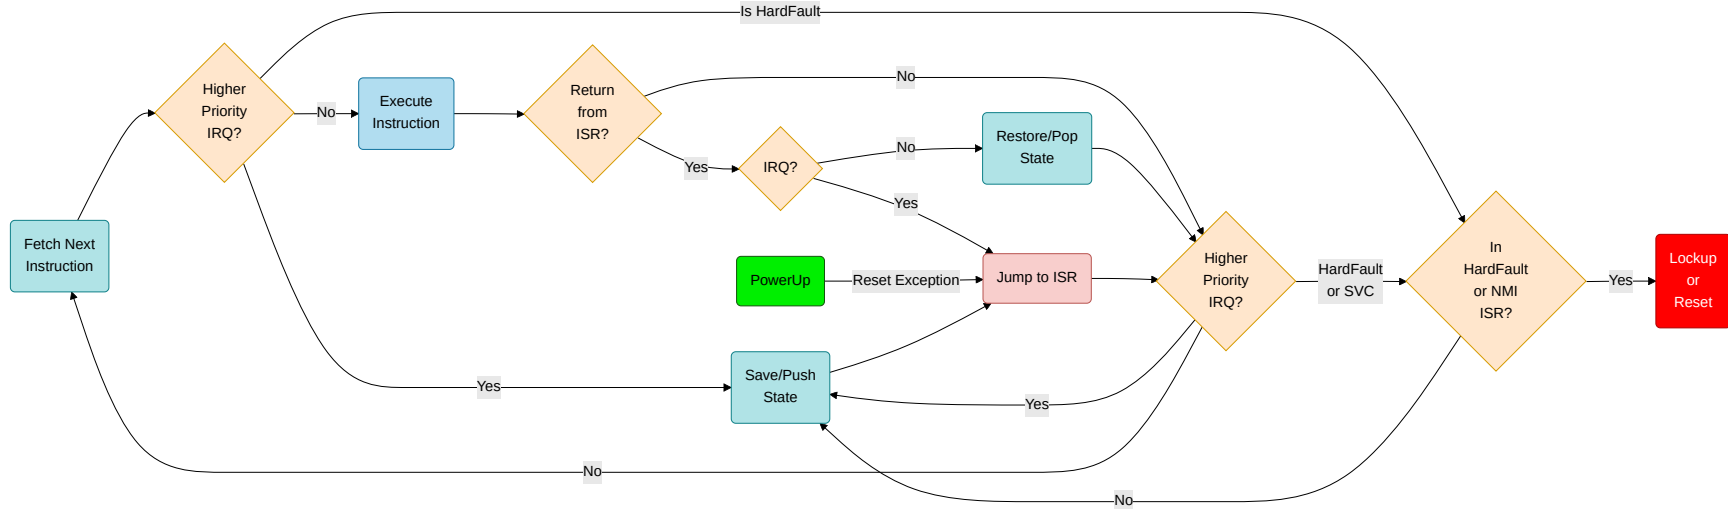 Is HardFault
Higher
Priority
IRQ?
No
Execute
Instruction
Return
from
ISR?
No
Yes
IRQ?
No
Restore/Pop
State
Yes
Fetch Next
Instruction
PowerUp
Reset Exception
Jump to ISR
Higher
Priority
IRQ?
HardFault
or SVC
In
HardFault
or NMI
ISR?
Yes
Lockup
or
Reset
Yes
Save/Push
State
Yes
No
No